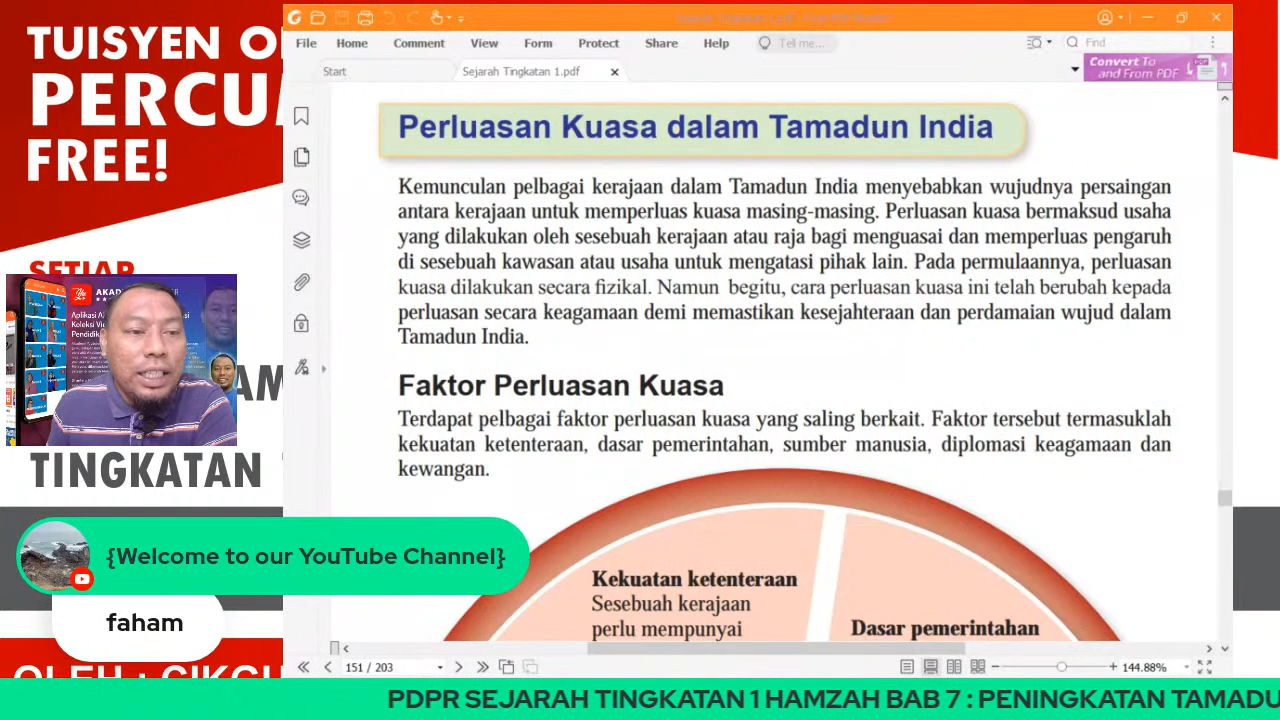 TUISYEN O
PERCU
FREE!
SETIAP
TINGKATAN
File Home Comment View Form Protect Share Help Tell me... Find
Start Sejarah Tingkatan 1.pdf
Convert To
and From PDF
Perluasan Kuasa dalam Tamadun India
Kemunculan pelbagai kerajaan dalam Tamadun India menyebabkan wujudnya persaingan
antara kerajaan untuk memperluas kuasa masing-masing. Perluasan kuasa bermaksud usaha
yang dilakukan oleh sesebuah kerajaan atau raja bagi menguasai dan memperluas pengaruh
di sesebuah kawasan atau usaha untuk mengatasi pihak lain. Pada permulaannya, perluasan
kuasa dilakukan secara fizikal. Namun begitu, cara perluasan kuasa ini telah berubah kepada
perluasan secara keagamaan demi memastikan kesejahteraan dan perdamaian wujud dalam
Tamadun India.
Faktor Perluasan Kuasa
Terdapat pelbagai faktor perluasan kuasa yang saling berkait. Faktor tersebut termasuklah
kekuatan ketenteraan, dasar pemerintahan, sumber manusia, diplomasi keagamaan dan
kewangan.
Kekuatan ketenteraan
Sesebuah kerajaan
perlu mempunyai
Dasar pemerintahan
151 / 203
144.88%
{Welcome to our YouTube Channel}
faham
PDPR SEJARAH TINGKATAN 1 HAMZAH BAB 7 : PENINGKATAN TAMADU